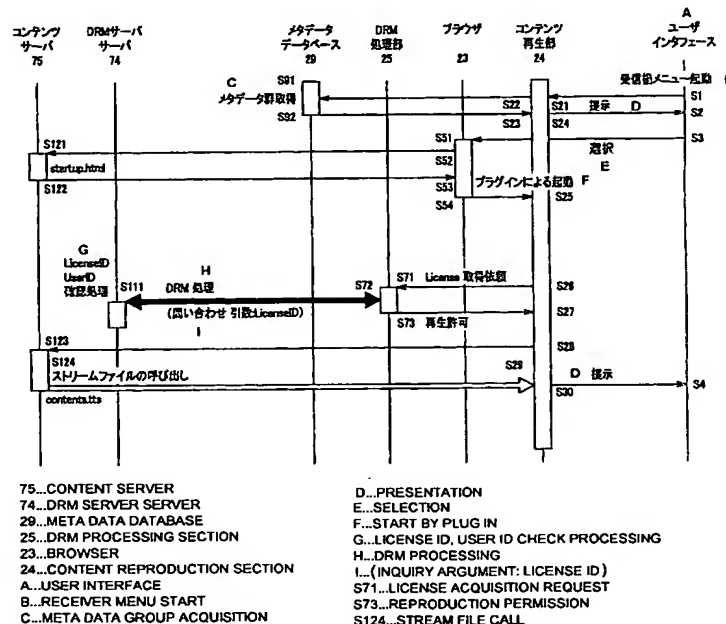 A
コンテンツ
サーバ
75
DRMサーバ
サーバ
74
メタデータ
データベース
29
DRM
処理部
25
ブラウザ
23
コンテンツ
再生部
24
ユーザ
インタフェース
受信機メニュー起動
S1
C
S91
メタデータ群取得
S92
S22
S21
提示 D
S2
S23
S24
S3
選択
E
S121
startup.html
S122
S51
S52
S53
プラグインによる起動 F
S54
S25
G
LicenseID
UserID
確認処理
S111
H
DRM 処理
(問い合わせ 引数:LicenseID)
I
S72
S71
License 取得依頼
S26
S27
S73 再生許可
S123
S28
S124
ストリームファイルの呼び出し
contents.tts
S29
D 提示
S30
S4
75...CONTENT SERVER
74...DRM SERVER SERVER
29...META DATA DATABASE
25...DRM PROCESSING SECTION
23...BROWSER
24...CONTENT REPRODUCTION SECTION
A...USER INTERFACE
B...RECEIVER MENU START
C...META DATA GROUP ACQUISITION
D...PRESENTATION
E...SELECTION
F...START BY PLUG IN
G...LICENSE ID, USER ID CHECK PROCESSING
H...DRM PROCESSING
I...(INQUIRY ARGUMENT: LICENSE ID)
S71...LICENSE ACQUISITION REQUEST
S73...REPRODUCTION PERMISSION
S124...STREAM FILE CALL